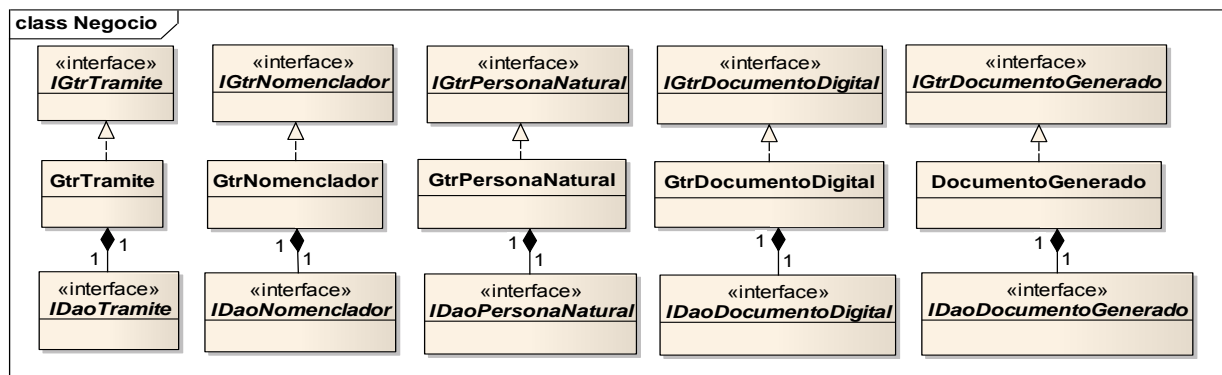 class Negocio
«interface»
IGtrTramite
«interface»
IGtrNomenclador
«interface»
IGtrPersonaNatural
«interface»
IGtrDocumentoDigital
«interface»
IGtrDocumentoGenerado
GtrTramite
GtrNomenclador
GtrPersonaNatural
GtrDocumentoDigital
DocumentoGenerado
1
1
1
1
1
1
1
1
1
1
«interface»
IDaoTramite
«interface»
IDaoNomenclador
«interface»
IDaoPersonaNatural
«interface»
IDaoDocumentoDigital
«interface»
IDaoDocumentoGenerado